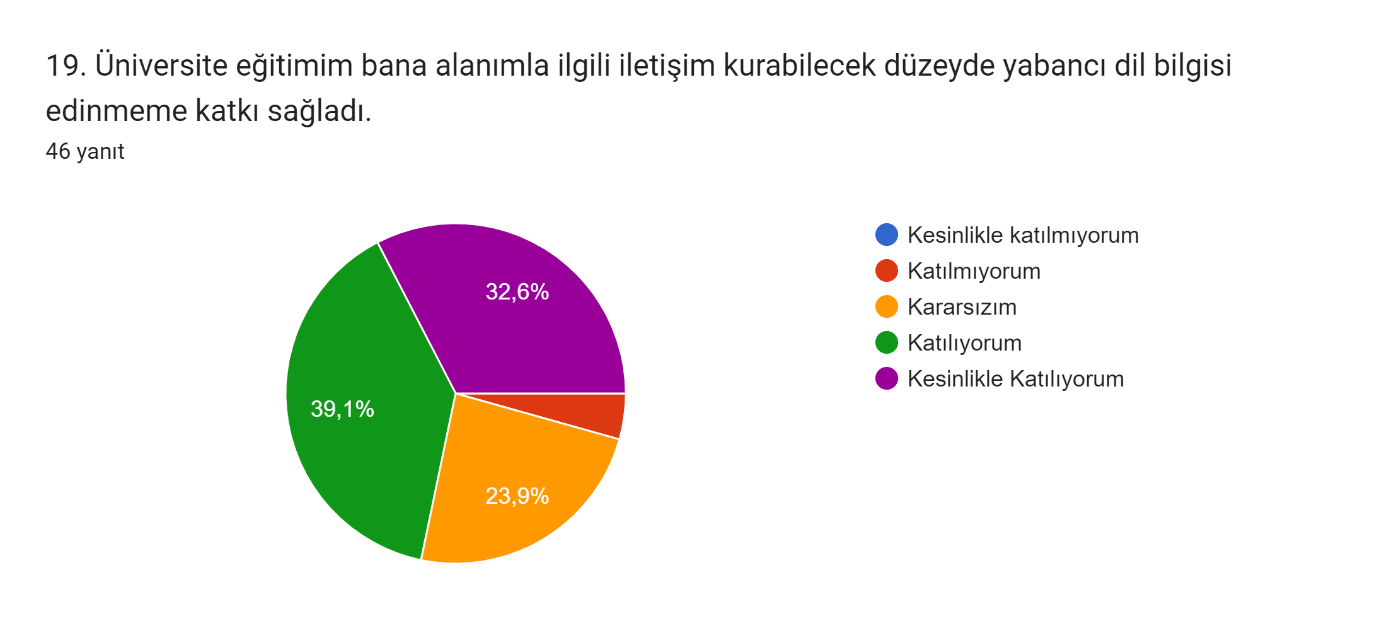 19. Üniversite eğitimim bana alanımla ilgili iletişim kurabilecek düzeyde yabancı dil bilgisi
edinmeme katkı sağladı.
46 yanıt
32,6%
39,1%
23,9%
Kesinlikle katılmıyorum
Katılmıyorum
Kararsızım
Katılıyorum
Kesinlikle Katılıyorum